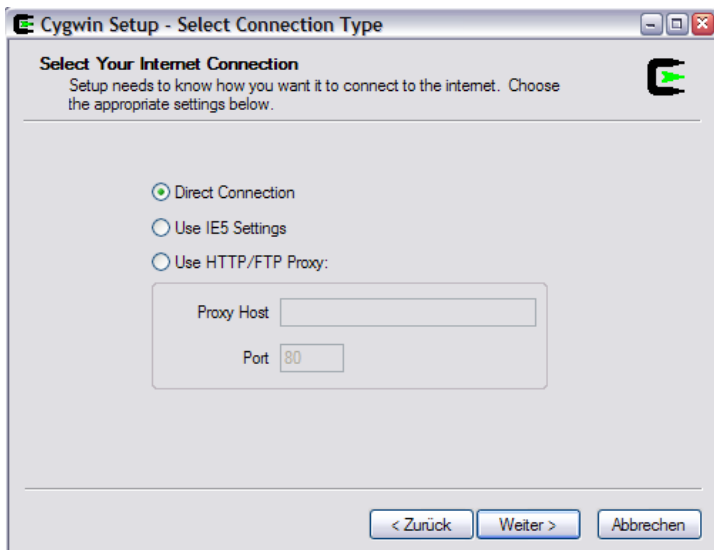 Cygwin Setup - Select Connection Type
Select Your Internet Connection
Setup needs to know how you want it to connect to the internet. Choose
the appropriate settings below.
Direct Connection
Use IE5 Settings
Use HTTP/FTP Proxy:
Proxy Host
Port 80
< Zurück Weiter > Abbrechen